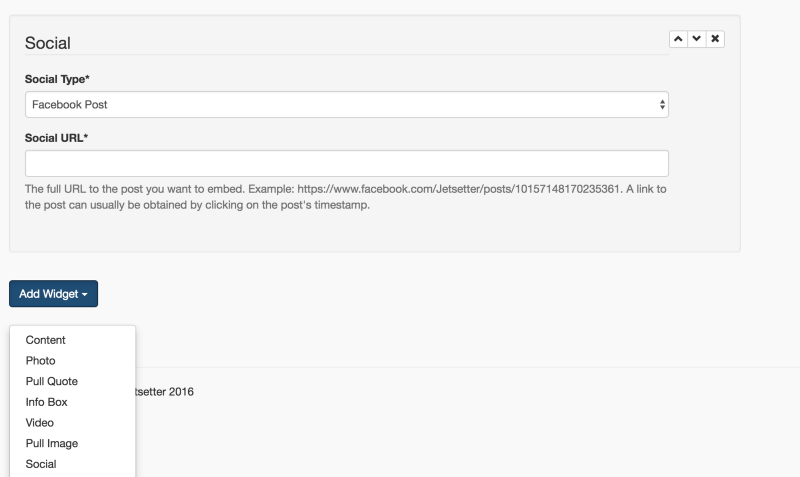 Social
Social Type*
Facebook Post
Social URL*
The full URL to the post you want to embed. Example: https://www.facebook.com/Jetsetter/posts/10157148170235361. A link to
the post can usually be obtained by clicking on the post's timestamp.
Add Widget
Content
Photo
Pull Quote
Info Box
Video
Pull Image
Social
tsetter 2016